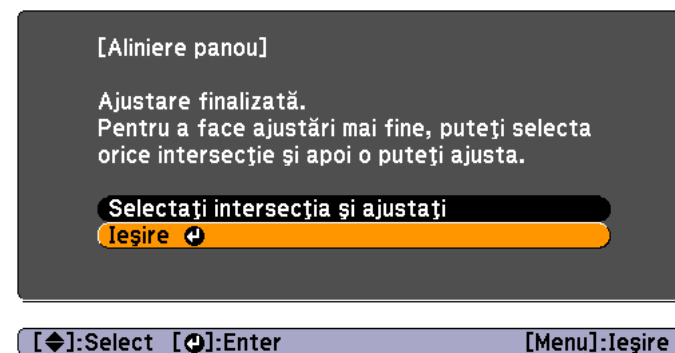 [Aliniere panou]
Ajustare finalizată.
Pentru a face ajustări mai fine, puteţi selecta
orice intersecţie şi apoi o puteţi ajusta.
Selectaţi intersecţia şi ajustaţi
Ieşire
[]:Select []:Enter [Menu]:Ieşire